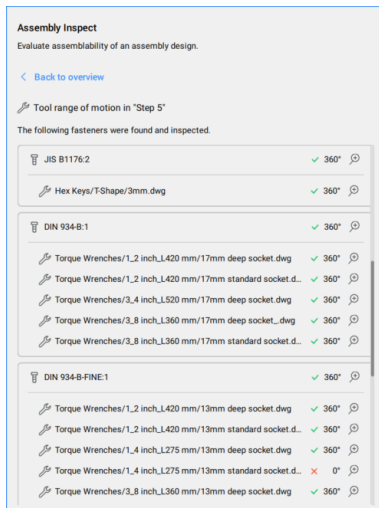 Assembly Inspect
Evaluate assemblability of an assembly design.
Back to overview
Tool range of motion in "Step 5"
The following fasteners were found and inspected.
JIS B1176:2 360°
Hex Keys/T-Shape/3mm.dwg 360°
DIN 934-B:1 360°
Torque Wrenches/1_2 inch_L420 mm/17mm deep socket.dwg 360°
Torque Wrenches/1_2 inch_L420 mm/17mm standard socket.d... 360°
Torque Wrenches/3_4 inch_L520 mm/17mm deep socket.dwg 360°
Torque Wrenches/3_8 inch_L360 mm/17mm deep socket_.dwg 360°
Torque Wrenches/3_8 inch_L360 mm/17mm standard socket.d... 360°
DIN 934-B-FINE:1 360°
Torque Wrenches/1_2 inch_L420 mm/13mm deep socket.dwg 360°
Torque Wrenches/1_2 inch_L420 mm/13mm standard socket.d... 360°
Torque Wrenches/1_4 inch_L275 mm/13mm deep socket.dwg 360°
Torque Wrenches/1_4 inch_L275 mm/13mm standard socket.d... 0°
Torque Wrenches/3_8 inch_L360 mm/13mm deep socket.dwg 360°